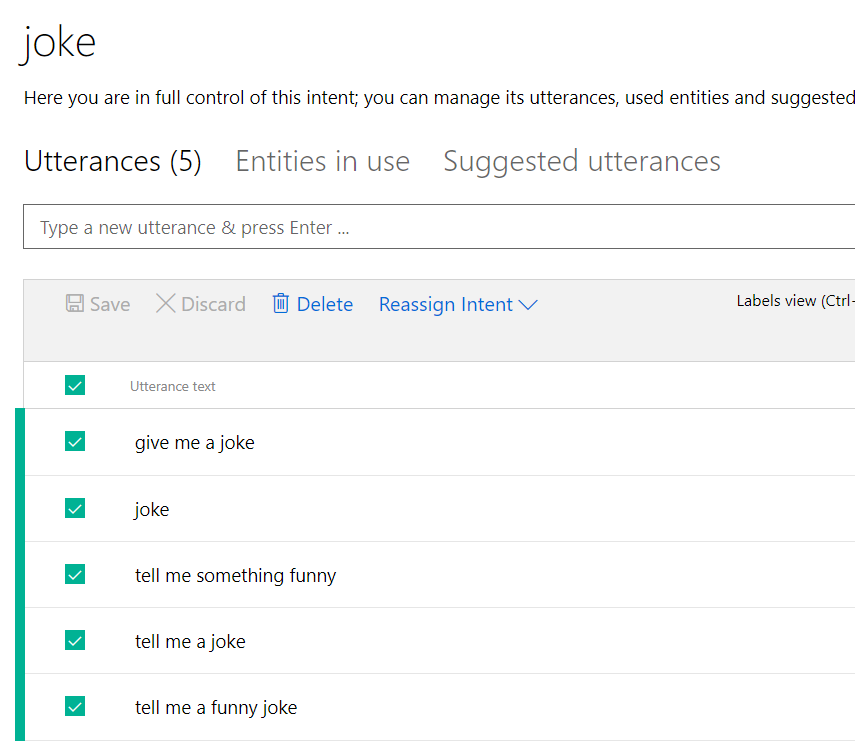 joke
Here you are in full control of this intent; you can manage its utterances, used entities and suggested
Utterances (5) Entities in use Suggested utterances
Type a new utterance & press Enter ...
Save Discard Delete Reassign Intent Labels view (Ctrl-
Utterance text
give me a joke
joke
tell me something funny
tell me a joke
tell me a funny joke